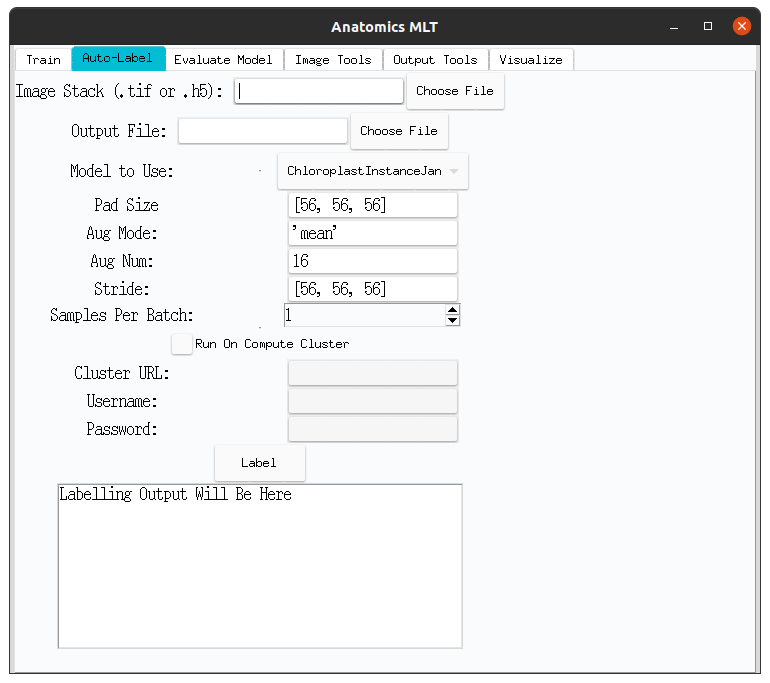 Anatomics MLT
Train Auto-Label Evaluate Model Image Tools Output Tools Visualize
Image Stack (.tif or .h5): Choose File
Output File: Choose File
Model to Use: ChloroplastInstanceJan
Pad Size [56, 56, 56]
Aug Mode: 'mean'
Aug Num: 16
Stride: [56, 56, 56]
Samples Per Batch: 1
Run On Compute Cluster
Cluster URL:
Username:
Password:
Label
Labelling Output Will Be Here